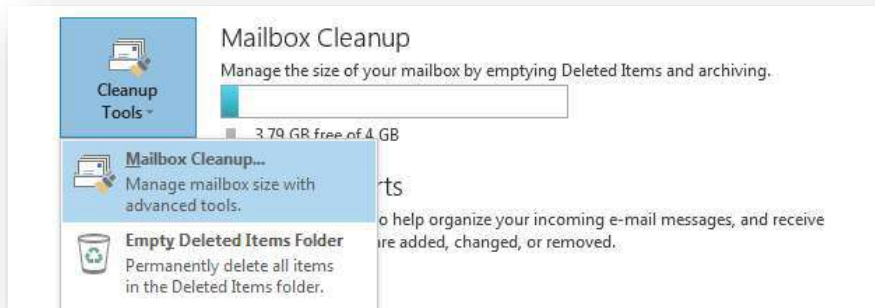 Mailbox Cleanup
Manage the size of your mailbox by emptying Deleted Items and archiving.
Cleanup
Tools
3.79 GB free of 4 GB
Mailbox Cleanup...
Manage mailbox size with
advanced tools.
rts
o help organize your incoming e-mail messages, and receive
re added, changed, or removed.
Empty Deleted Items Folder
Permanently delete all items
in the Deleted Items folder.